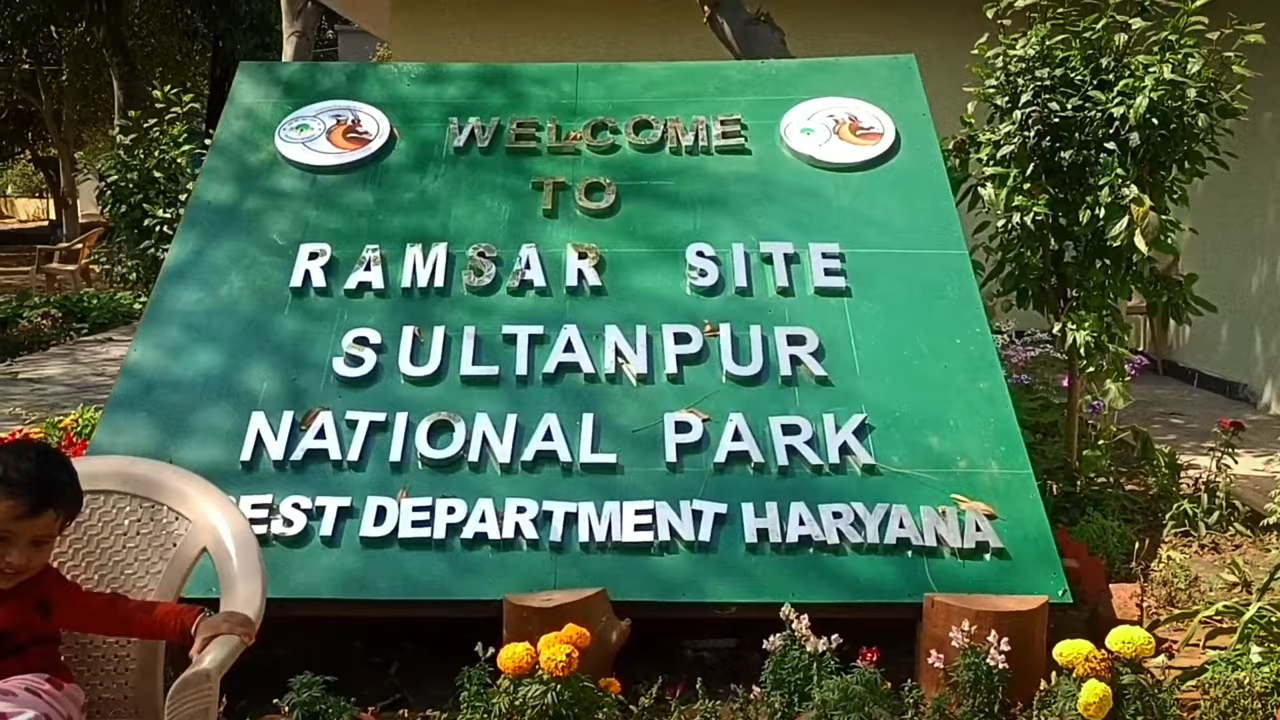 WELCOME
TO
RAMSAR SITE
SULTANPUR
NATIONAL PARK
EST DEPARTMENT HARYANA